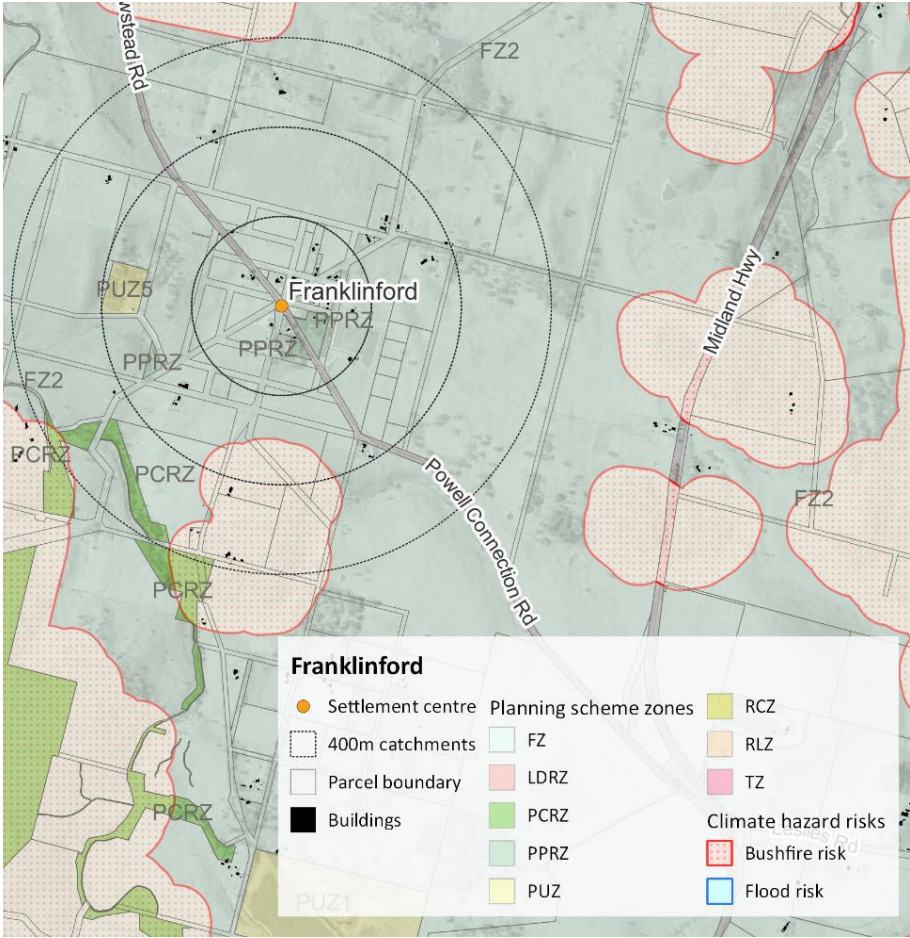 wstead Rd
FZ2
Midland Hwy
PUZ5
Franklinford
PPRZ
PPRZ
PPRZ
FZ2
PCRZ
PCRZ
Powell Connection Rd
FZ2
PCRZ
PCRZ
PUZ1
Leslies Rd
Franklinford
Settlement centre
400m catchments
Parcel boundary
Buildings
Planning scheme zones
FZ
LDRZ
PCRZ
PPRZ
PUZ
RCZ
RLZ
TZ
Climate hazard risks
Bushfire risk
Flood risk